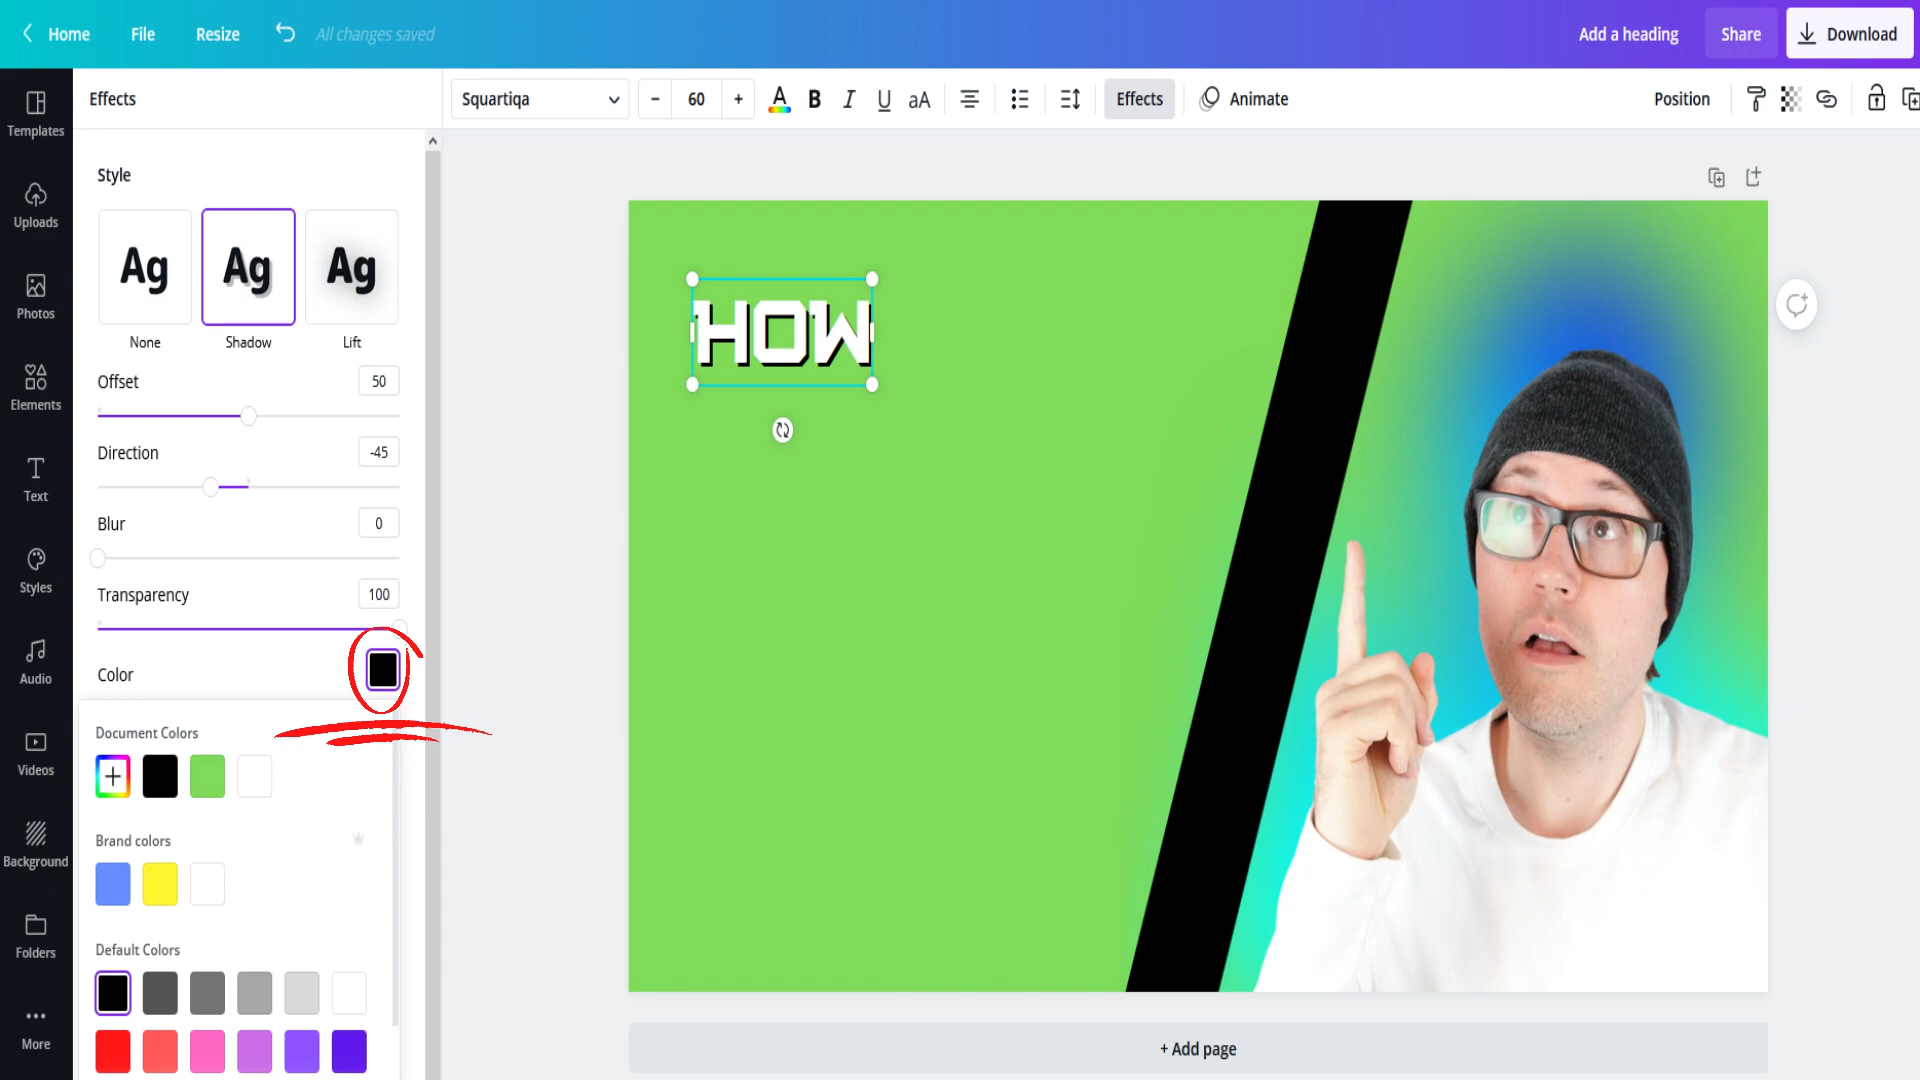 Home File Resize All changes saved Add a heading Share Download
Effects Squartiqa - 60 + A B I U aA Effects Animate Position
Templates
Uploads
Photos
Elements
Text
Styles
Audio
Videos
Background
Folders
More
Style
Ag Ag Ag
None Shadow Lift
Offset 50
Direction -45
Blur 0
Transparency 100
Color
Document Colors
Brand colors
Default Colors
HOW
+ Add page